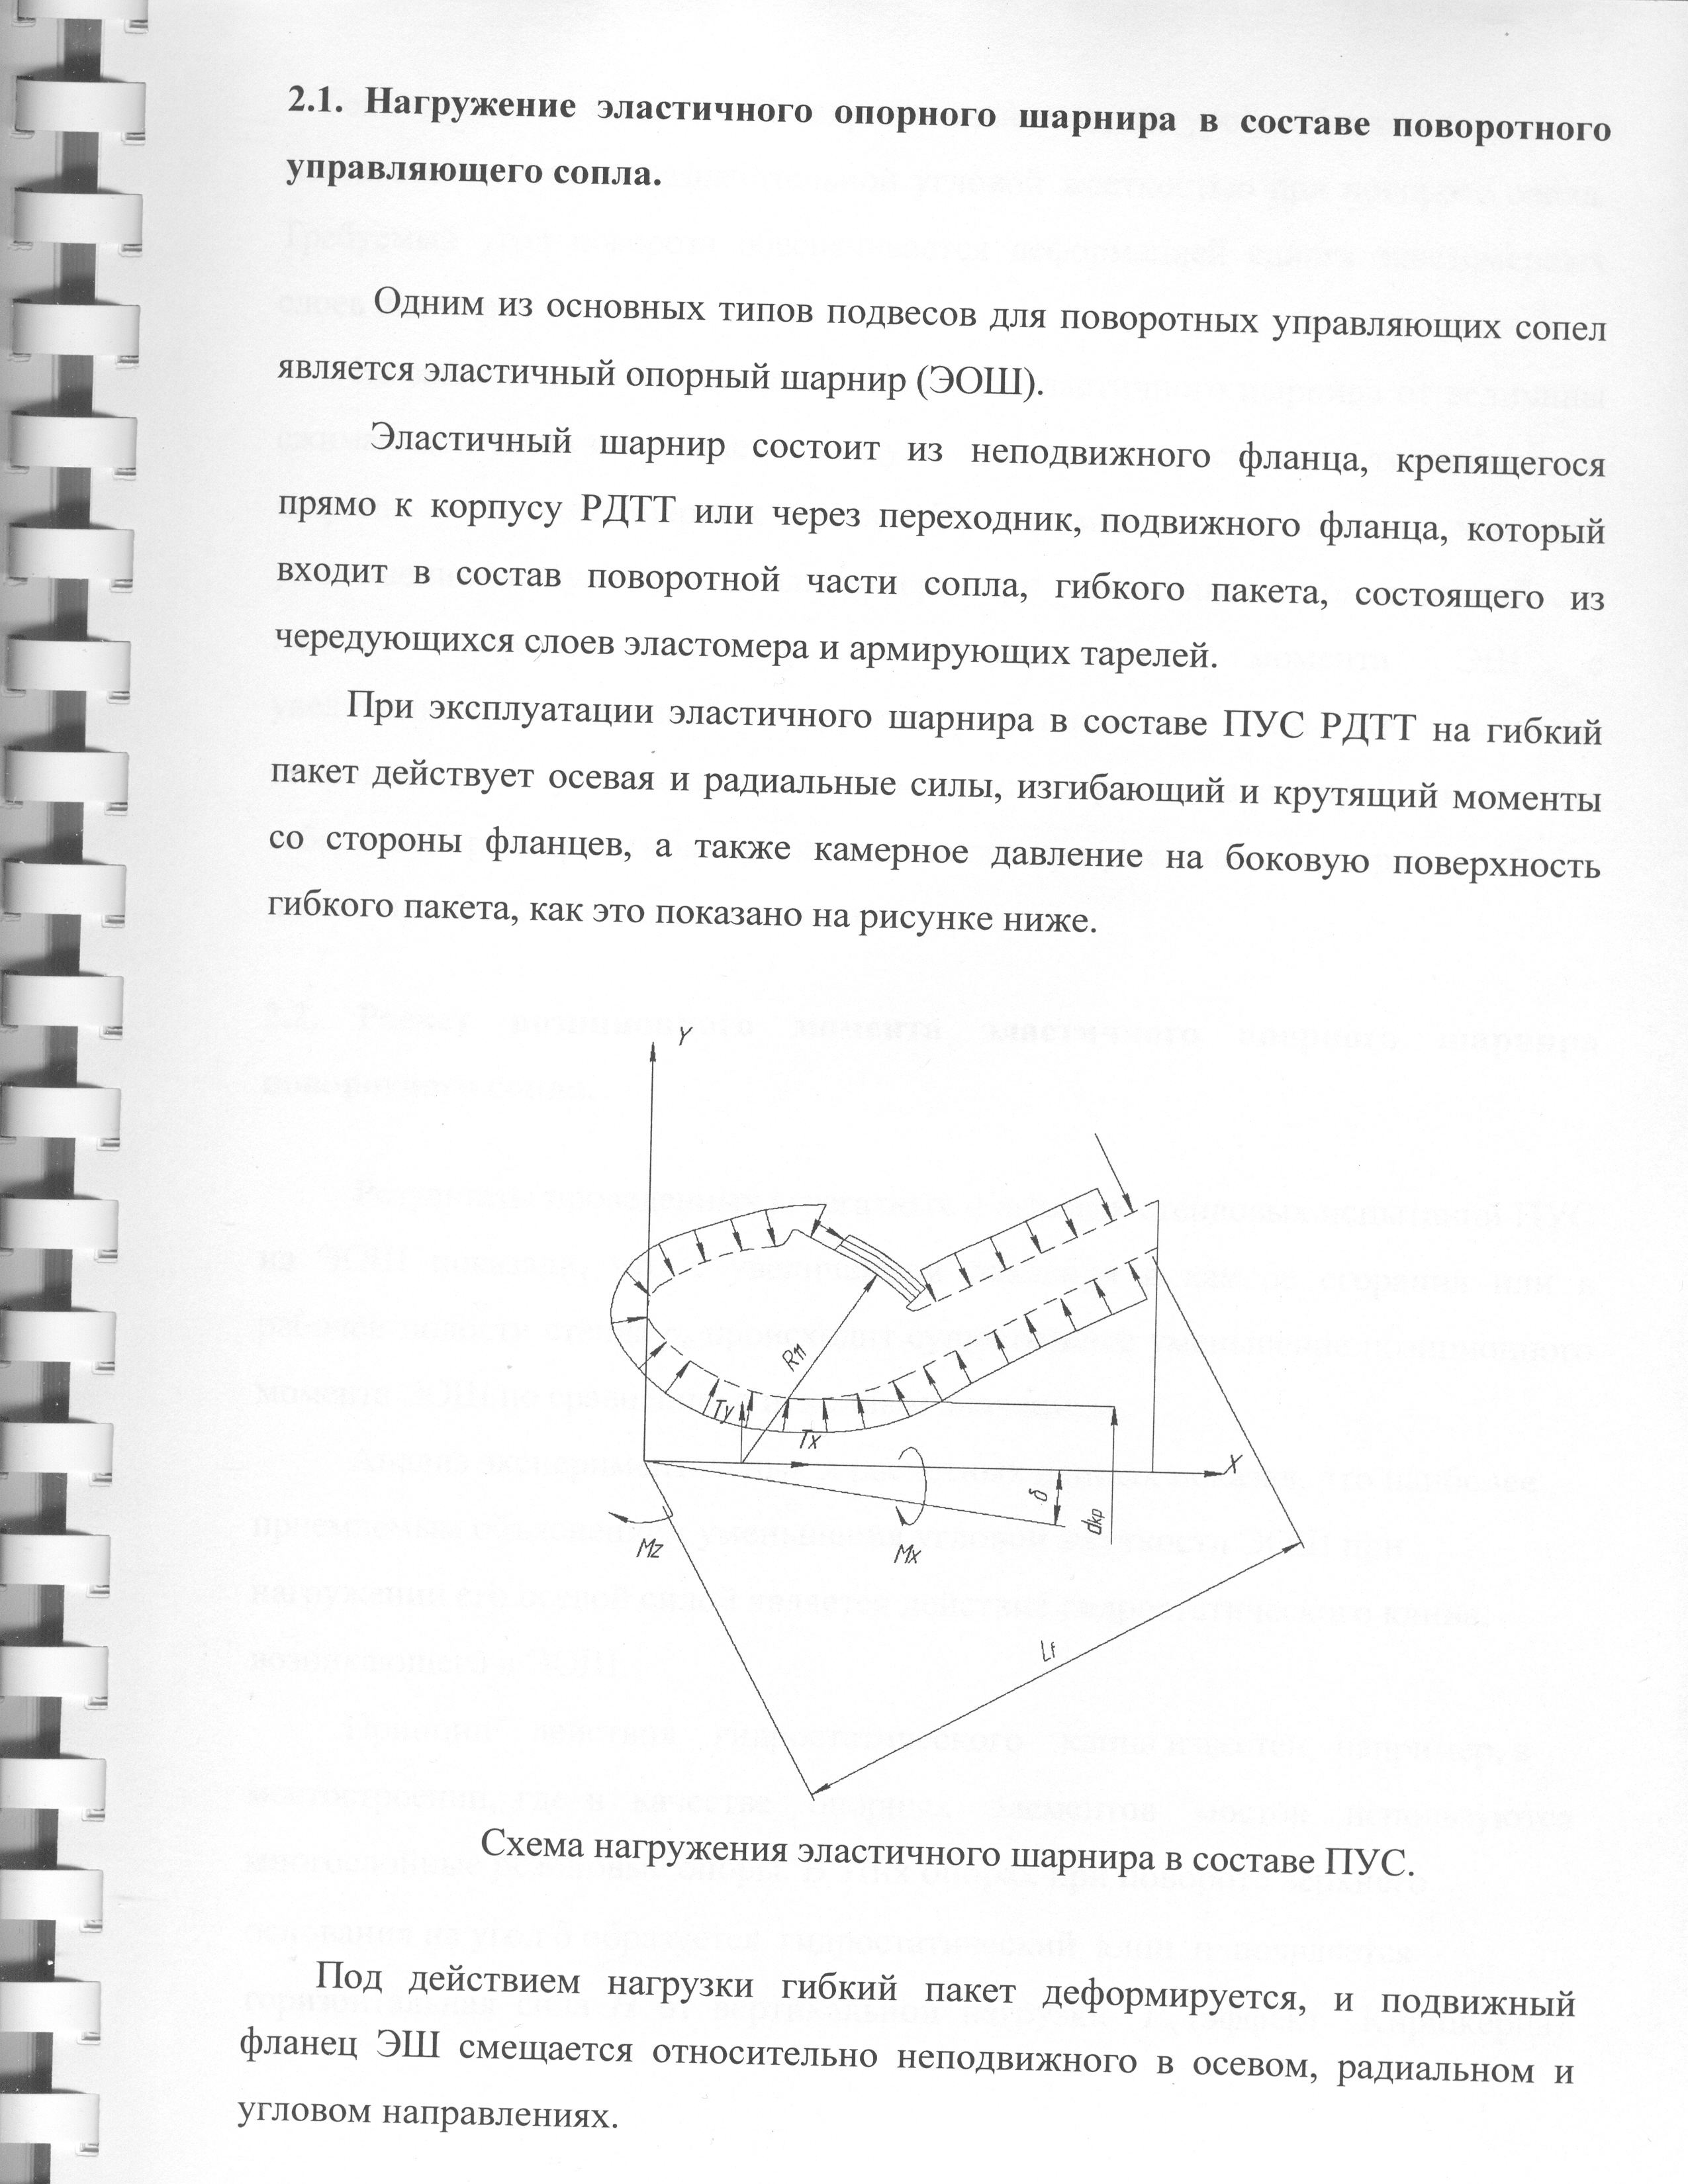 2.1. Нагружение эластичного опорного шарнира в составе поворотного
управляющего сопла.
Одним из основных типов подвесов для поворотных управляющих сопел
является эластичный опорный шарнир (ЭОШ).
Эластичный шарнир состоит из неподвижного фланца, крепящегося
прямо к корпусу РДТТ или через переходник, подвижного фланца, который
входит в состав поворотной части сопла, гибкого пакета, состоящего из
чередующихся слоев эластомера и армирующих тарелей.
При эксплуатации эластичного шарнира в составе ПУС РДТТ на гибкий
пакет действует осевая и радиальные силы, изгибающий и крутящий моменты
со стороны фланцев, а также камерное давление на боковую поверхность
гибкого пакета, как это показано на рисунке ниже.
Y
Rп
Ty
Tx
X
δ
dкр
Mz
Mx
Lf
Схема нагружения эластичного шарнира в составе ПУС.
Под действием нагрузки гибкий пакет деформируется, и подвижный
фланец ЭШ смещается относительно неподвижного в осевом, радиальном и
угловом направлениях.